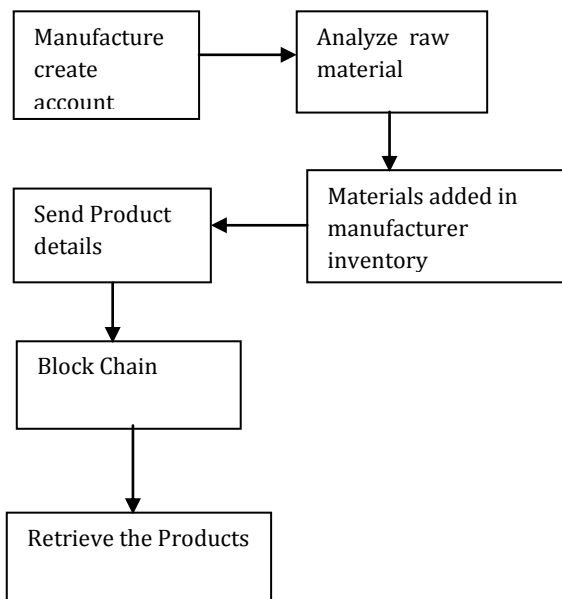 Manufacture
create
account
Analyze raw
material
Materials added in
manufacturer
inventory
Send Product
details
Block Chain
Retrieve the Products